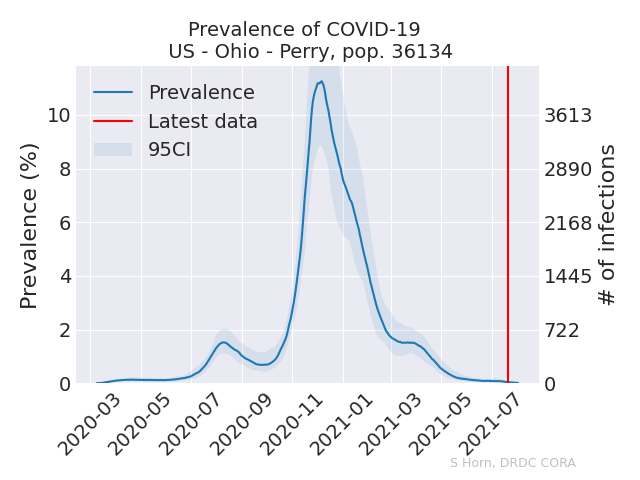 Prevalence of COVID-19
US - Ohio - Perry, pop. 36134
Prevalence
Latest data
95CI
Prevalence (%)
10
8
6
4
2
0
3613
2890
2168
1445
722
0
# of infections
2020-03
2020-05
2020-07
2020-09
2020-11
2021-01
2021-03
2021-05
2021-07
S Horn, DRDC CORA